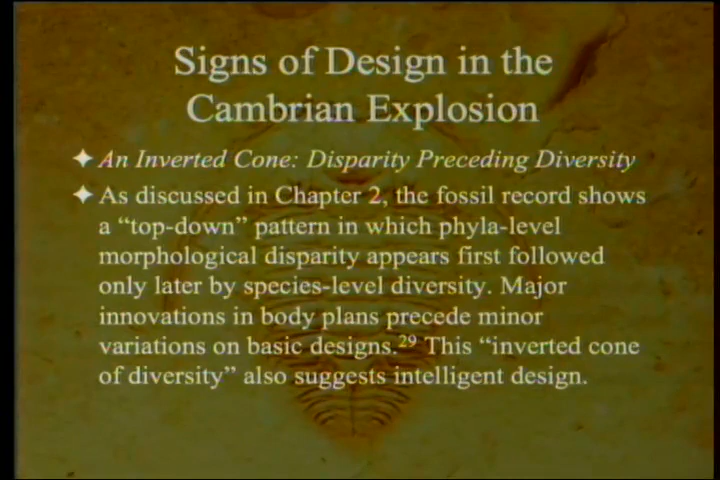 Signs of Design in the
Cambrian Explosion
An Inverted Cone: Disparity Preceding Diversity
As discussed in Chapter 2, the fossil record shows
a “top-down” pattern in which phyla-level
morphological disparity appears first followed
only later by species-level diversity. Major
innovations in body plans precede minor
variations on basic designs.29 This “inverted cone
of diversity” also suggests intelligent design.